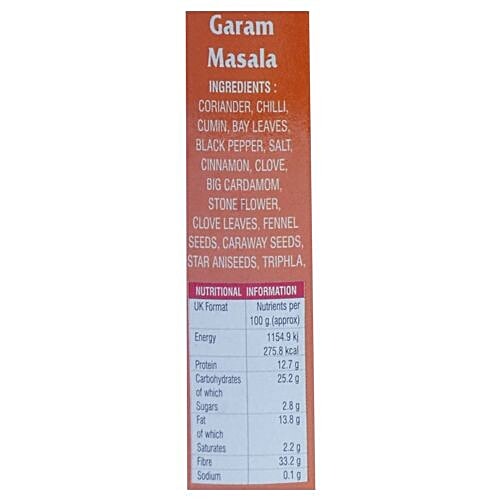 Garam
Masala
INGREDIENTS :
CORIANDER, CHILLI,
CUMIN, BAY LEAVES,
BLACK PEPPER, SALT,
CINNAMON, CLOVE,
BIG CARDAMOM,
STONE FLOWER,
CLOVE LEAVES, FENNEL
SEEDS, CARAWAY SEEDS,
STAR ANISEEDS, TRIPHLA,
NUTRITIONAL INFORMATION
UK Format Nutrients per
100 g.(approx)
Energy 1154.9 kj
275.8 kcal
Protein 12.7 g
Carbohydrates 25.2 g
of which
Sugars 2.8 g
Fat 13.8 g
of which
Saturates 2.2 g
Fibre 33.2 g
Sodium 0.1 g